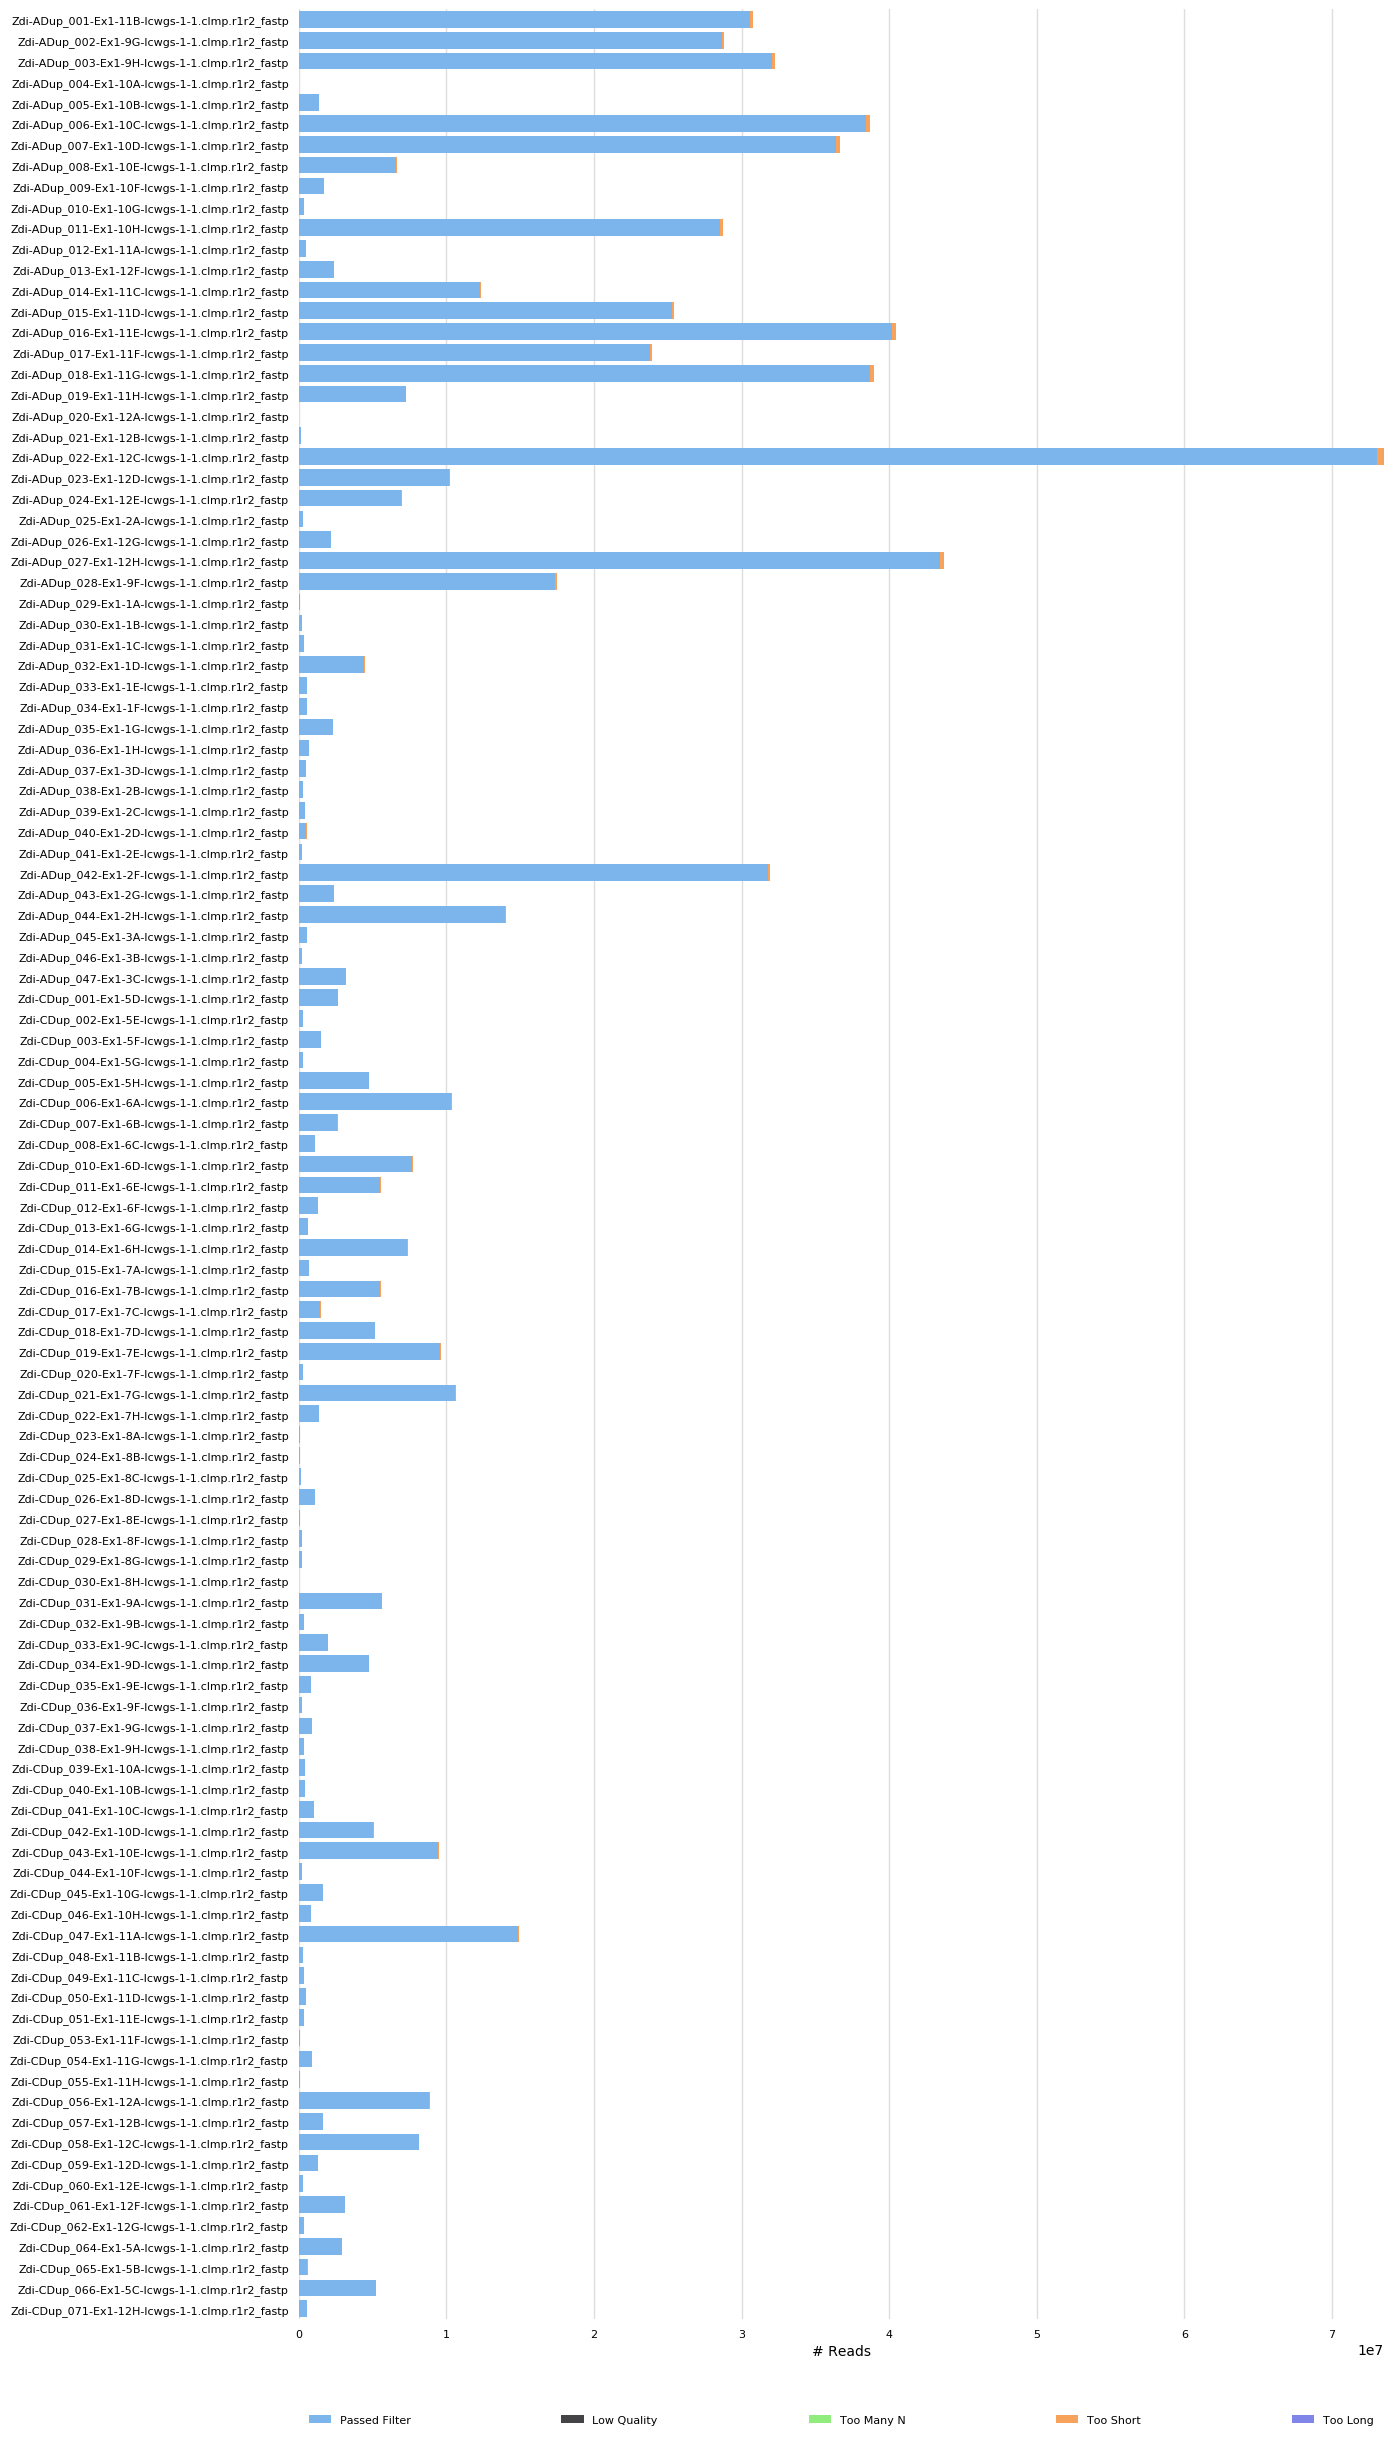 Zdi-ADup_001-Ex1-11B-lcwgs-1-1.clmp.r1r2_fastp
Zdi-ADup_002-Ex1-9G-lcwgs-1-1.clmp.r1r2_fastp
Zdi-ADup_003-Ex1-9H-lcwgs-1-1.clmp.r1r2_fastp
Zdi-ADup_004-Ex1-10A-lcwgs-1-1.clmp.r1r2_fastp
Zdi-ADup_005-Ex1-10B-lcwgs-1-1.clmp.r1r2_fastp
Zdi-ADup_006-Ex1-10C-lcwgs-1-1.clmp.r1r2_fastp
Zdi-ADup_007-Ex1-10D-lcwgs-1-1.clmp.r1r2_fastp
Zdi-ADup_008-Ex1-10E-lcwgs-1-1.clmp.r1r2_fastp
Zdi-ADup_009-Ex1-10F-lcwgs-1-1.clmp.r1r2_fastp
Zdi-ADup_010-Ex1-10G-lcwgs-1-1.clmp.r1r2_fastp
Zdi-ADup_011-Ex1-10H-lcwgs-1-1.clmp.r1r2_fastp
Zdi-ADup_012-Ex1-11A-lcwgs-1-1.clmp.r1r2_fastp
Zdi-ADup_013-Ex1-12F-lcwgs-1-1.clmp.r1r2_fastp
Zdi-ADup_014-Ex1-11C-lcwgs-1-1.clmp.r1r2_fastp
Zdi-ADup_015-Ex1-11D-lcwgs-1-1.clmp.r1r2_fastp
Zdi-ADup_016-Ex1-11E-lcwgs-1-1.clmp.r1r2_fastp
Zdi-ADup_017-Ex1-11F-lcwgs-1-1.clmp.r1r2_fastp
Zdi-ADup_018-Ex1-11G-lcwgs-1-1.clmp.r1r2_fastp
Zdi-ADup_019-Ex1-11H-lcwgs-1-1.clmp.r1r2_fastp
Zdi-ADup_020-Ex1-12A-lcwgs-1-1.clmp.r1r2_fastp
Zdi-ADup_021-Ex1-12B-lcwgs-1-1.clmp.r1r2_fastp
Zdi-ADup_022-Ex1-12C-lcwgs-1-1.clmp.r1r2_fastp
Zdi-ADup_023-Ex1-12D-lcwgs-1-1.clmp.r1r2_fastp
Zdi-ADup_024-Ex1-12E-lcwgs-1-1.clmp.r1r2_fastp
Zdi-ADup_025-Ex1-2A-lcwgs-1-1.clmp.r1r2_fastp
Zdi-ADup_026-Ex1-12G-lcwgs-1-1.clmp.r1r2_fastp
Zdi-ADup_027-Ex1-12H-lcwgs-1-1.clmp.r1r2_fastp
Zdi-ADup_028-Ex1-9F-lcwgs-1-1.clmp.r1r2_fastp
Zdi-ADup_029-Ex1-1A-lcwgs-1-1.clmp.r1r2_fastp
Zdi-ADup_030-Ex1-1B-lcwgs-1-1.clmp.r1r2_fastp
Zdi-ADup_031-Ex1-1C-lcwgs-1-1.clmp.r1r2_fastp
Zdi-ADup_032-Ex1-1D-lcwgs-1-1.clmp.r1r2_fastp
Zdi-ADup_033-Ex1-1E-lcwgs-1-1.clmp.r1r2_fastp
Zdi-ADup_034-Ex1-1F-lcwgs-1-1.clmp.r1r2_fastp
Zdi-ADup_035-Ex1-1G-lcwgs-1-1.clmp.r1r2_fastp
Zdi-ADup_036-Ex1-1H-lcwgs-1-1.clmp.r1r2_fastp
Zdi-ADup_037-Ex1-3D-lcwgs-1-1.clmp.r1r2_fastp
Zdi-ADup_038-Ex1-2B-lcwgs-1-1.clmp.r1r2_fastp
Zdi-ADup_039-Ex1-2C-lcwgs-1-1.clmp.r1r2_fastp
Zdi-ADup_040-Ex1-2D-lcwgs-1-1.clmp.r1r2_fastp
Zdi-ADup_041-Ex1-2E-lcwgs-1-1.clmp.r1r2_fastp
Zdi-ADup_042-Ex1-2F-lcwgs-1-1.clmp.r1r2_fastp
Zdi-ADup_043-Ex1-2G-lcwgs-1-1.clmp.r1r2_fastp
Zdi-ADup_044-Ex1-2H-lcwgs-1-1.clmp.r1r2_fastp
Zdi-ADup_045-Ex1-3A-lcwgs-1-1.clmp.r1r2_fastp
Zdi-ADup_046-Ex1-3B-lcwgs-1-1.clmp.r1r2_fastp
Zdi-ADup_047-Ex1-3C-lcwgs-1-1.clmp.r1r2_fastp
Zdi-CDup_001-Ex1-5D-lcwgs-1-1.clmp.r1r2_fastp
Zdi-CDup_002-Ex1-5E-lcwgs-1-1.clmp.r1r2_fastp
Zdi-CDup_003-Ex1-5F-lcwgs-1-1.clmp.r1r2_fastp
Zdi-CDup_004-Ex1-5G-lcwgs-1-1.clmp.r1r2_fastp
Zdi-CDup_005-Ex1-5H-lcwgs-1-1.clmp.r1r2_fastp
Zdi-CDup_006-Ex1-6A-lcwgs-1-1.clmp.r1r2_fastp
Zdi-CDup_007-Ex1-6B-lcwgs-1-1.clmp.r1r2_fastp
Zdi-CDup_008-Ex1-6C-lcwgs-1-1.clmp.r1r2_fastp
Zdi-CDup_010-Ex1-6D-lcwgs-1-1.clmp.r1r2_fastp
Zdi-CDup_011-Ex1-6E-lcwgs-1-1.clmp.r1r2_fastp
Zdi-CDup_012-Ex1-6F-lcwgs-1-1.clmp.r1r2_fastp
Zdi-CDup_013-Ex1-6G-lcwgs-1-1.clmp.r1r2_fastp
Zdi-CDup_014-Ex1-6H-lcwgs-1-1.clmp.r1r2_fastp
Zdi-CDup_015-Ex1-7A-lcwgs-1-1.clmp.r1r2_fastp
Zdi-CDup_016-Ex1-7B-lcwgs-1-1.clmp.r1r2_fastp
Zdi-CDup_017-Ex1-7C-lcwgs-1-1.clmp.r1r2_fastp
Zdi-CDup_018-Ex1-7D-lcwgs-1-1.clmp.r1r2_fastp
Zdi-CDup_019-Ex1-7E-lcwgs-1-1.clmp.r1r2_fastp
Zdi-CDup_020-Ex1-7F-lcwgs-1-1.clmp.r1r2_fastp
Zdi-CDup_021-Ex1-7G-lcwgs-1-1.clmp.r1r2_fastp
Zdi-CDup_022-Ex1-7H-lcwgs-1-1.clmp.r1r2_fastp
Zdi-CDup_023-Ex1-8A-lcwgs-1-1.clmp.r1r2_fastp
Zdi-CDup_024-Ex1-8B-lcwgs-1-1.clmp.r1r2_fastp
Zdi-CDup_025-Ex1-8C-lcwgs-1-1.clmp.r1r2_fastp
Zdi-CDup_026-Ex1-8D-lcwgs-1-1.clmp.r1r2_fastp
Zdi-CDup_027-Ex1-8E-lcwgs-1-1.clmp.r1r2_fastp
Zdi-CDup_028-Ex1-8F-lcwgs-1-1.clmp.r1r2_fastp
Zdi-CDup_029-Ex1-8G-lcwgs-1-1.clmp.r1r2_fastp
Zdi-CDup_030-Ex1-8H-lcwgs-1-1.clmp.r1r2_fastp
Zdi-CDup_031-Ex1-9A-lcwgs-1-1.clmp.r1r2_fastp
Zdi-CDup_032-Ex1-9B-lcwgs-1-1.clmp.r1r2_fastp
Zdi-CDup_033-Ex1-9C-lcwgs-1-1.clmp.r1r2_fastp
Zdi-CDup_034-Ex1-9D-lcwgs-1-1.clmp.r1r2_fastp
Zdi-CDup_035-Ex1-9E-lcwgs-1-1.clmp.r1r2_fastp
Zdi-CDup_036-Ex1-9F-lcwgs-1-1.clmp.r1r2_fastp
Zdi-CDup_037-Ex1-9G-lcwgs-1-1.clmp.r1r2_fastp
Zdi-CDup_038-Ex1-9H-lcwgs-1-1.clmp.r1r2_fastp
Zdi-CDup_039-Ex1-10A-lcwgs-1-1.clmp.r1r2_fastp
Zdi-CDup_040-Ex1-10B-lcwgs-1-1.clmp.r1r2_fastp
Zdi-CDup_041-Ex1-10C-lcwgs-1-1.clmp.r1r2_fastp
Zdi-CDup_042-Ex1-10D-lcwgs-1-1.clmp.r1r2_fastp
Zdi-CDup_043-Ex1-10E-lcwgs-1-1.clmp.r1r2_fastp
Zdi-CDup_044-Ex1-10F-lcwgs-1-1.clmp.r1r2_fastp
Zdi-CDup_045-Ex1-10G-lcwgs-1-1.clmp.r1r2_fastp
Zdi-CDup_046-Ex1-10H-lcwgs-1-1.clmp.r1r2_fastp
Zdi-CDup_047-Ex1-11A-lcwgs-1-1.clmp.r1r2_fastp
Zdi-CDup_048-Ex1-11B-lcwgs-1-1.clmp.r1r2_fastp
Zdi-CDup_049-Ex1-11C-lcwgs-1-1.clmp.r1r2_fastp
Zdi-CDup_050-Ex1-11D-lcwgs-1-1.clmp.r1r2_fastp
Zdi-CDup_051-Ex1-11E-lcwgs-1-1.clmp.r1r2_fastp
Zdi-CDup_053-Ex1-11F-lcwgs-1-1.clmp.r1r2_fastp
Zdi-CDup_054-Ex1-11G-lcwgs-1-1.clmp.r1r2_fastp
Zdi-CDup_055-Ex1-11H-lcwgs-1-1.clmp.r1r2_fastp
Zdi-CDup_056-Ex1-12A-lcwgs-1-1.clmp.r1r2_fastp
Zdi-CDup_057-Ex1-12B-lcwgs-1-1.clmp.r1r2_fastp
Zdi-CDup_058-Ex1-12C-lcwgs-1-1.clmp.r1r2_fastp
Zdi-CDup_059-Ex1-12D-lcwgs-1-1.clmp.r1r2_fastp
Zdi-CDup_060-Ex1-12E-lcwgs-1-1.clmp.r1r2_fastp
Zdi-CDup_061-Ex1-12F-lcwgs-1-1.clmp.r1r2_fastp
Zdi-CDup_062-Ex1-12G-lcwgs-1-1.clmp.r1r2_fastp
Zdi-CDup_064-Ex1-5A-lcwgs-1-1.clmp.r1r2_fastp
Zdi-CDup_065-Ex1-5B-lcwgs-1-1.clmp.r1r2_fastp
Zdi-CDup_066-Ex1-5C-lcwgs-1-1.clmp.r1r2_fastp
Zdi-CDup_071-Ex1-12H-lcwgs-1-1.clmp.r1r2_fastp
0 1 2 3 4 5 6 7
# Reads 1e7
Passed Filter Low Quality Too Many N Too Short Too Long